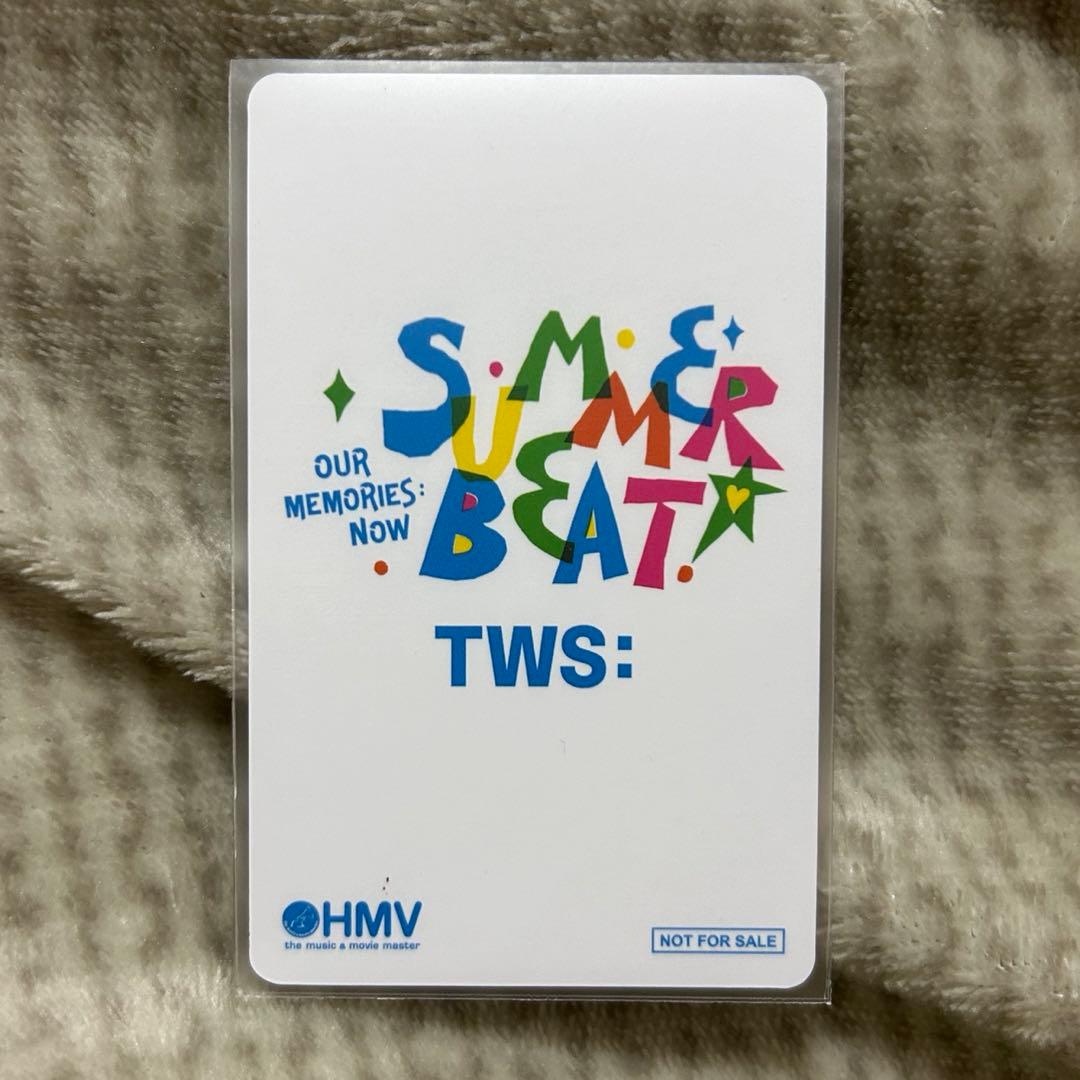 SUMMER
BEAT
OUR
MEMORIES:
NOW
TWS:
HMV
the music & movie master
NOT FOR SALE